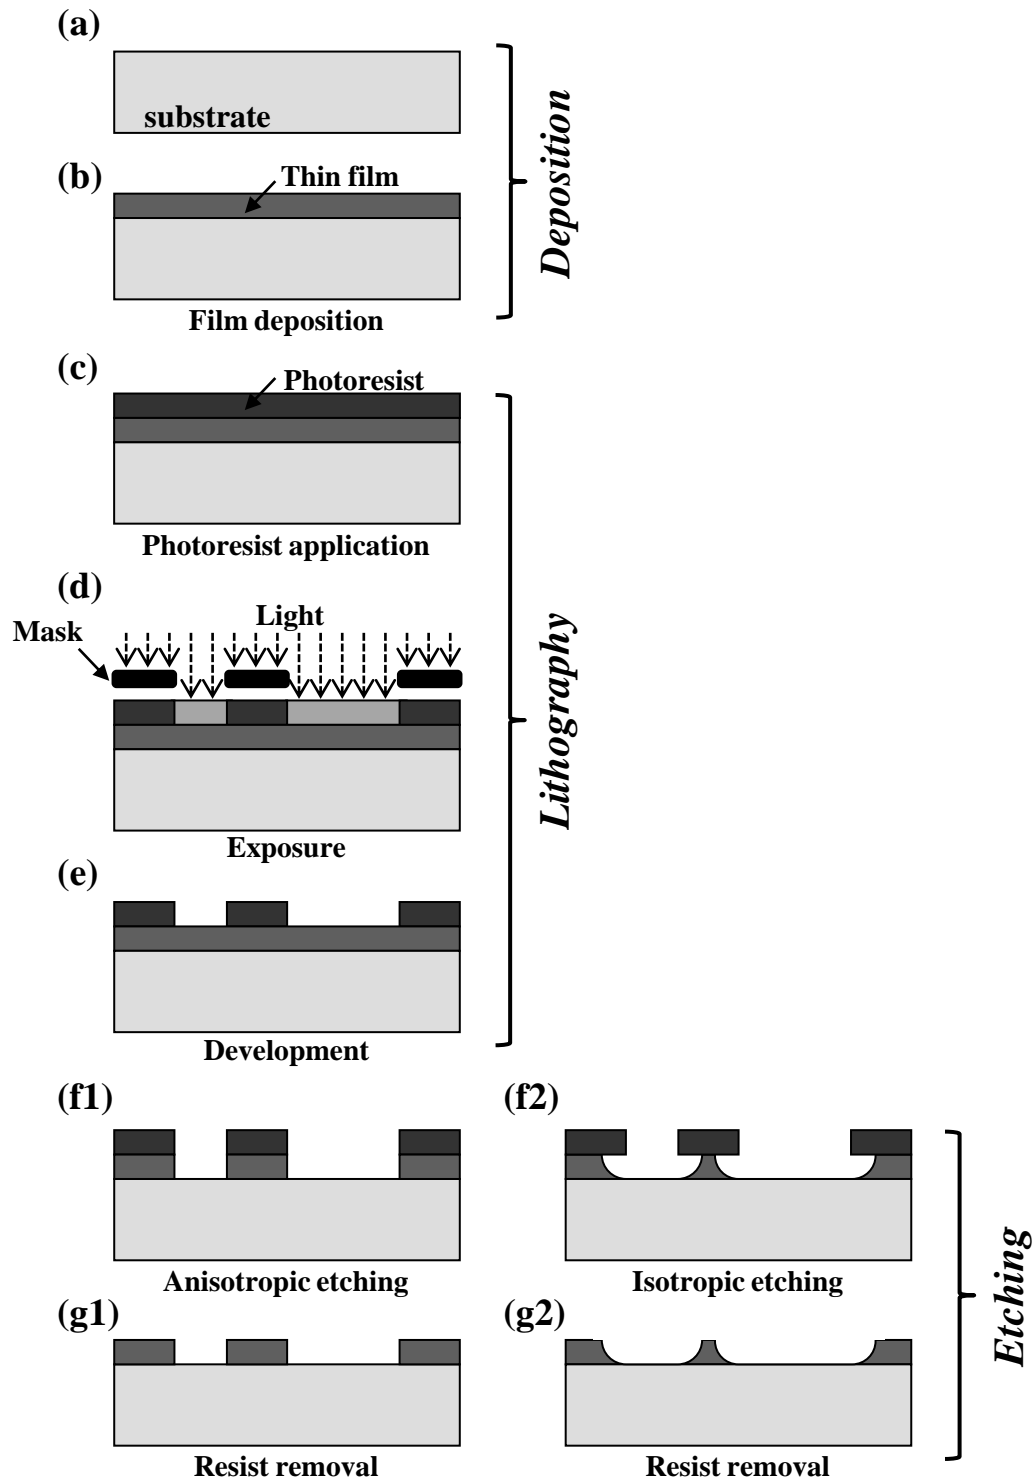 (a)
substrate
(b)
Thin film
Film deposition
Deposition
(c)
Photoresist
Photoresist application
(d)
Light
Mask
Exposure
(e)
Development
Lithography
(f1)
Anisotropic etching
(f2)
Isotropic etching
(g1)
Resist removal
(g2)
Resist removal
Etching